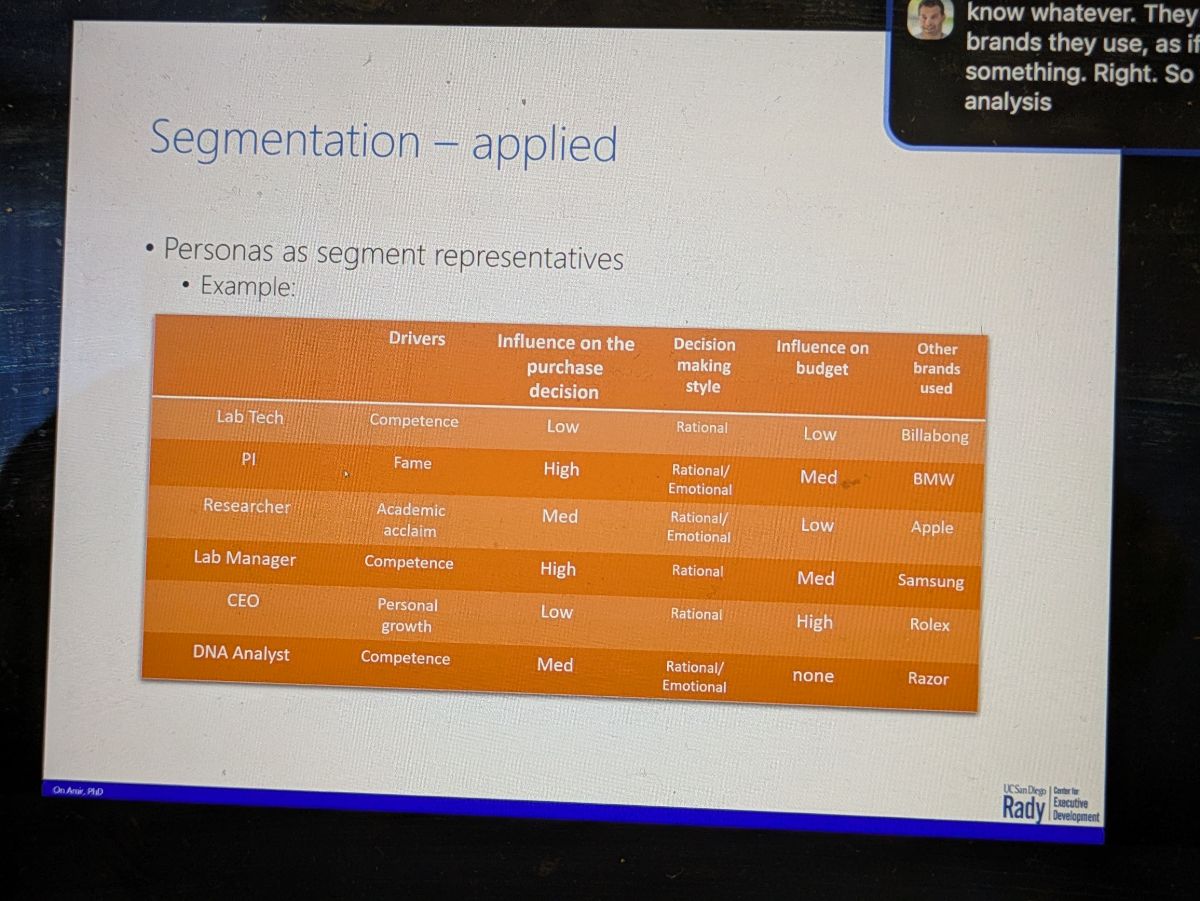 know whatever. They
brands they use, as if
something. Right. So
analysis
Segmentation – applied
• Personas as segment representatives
• Example:
Drivers Influence on the purchase decision Decision making style Influence on budget Other brands used
Lab Tech Competence Low Rational Low Billabong
PI Fame High Rational/ Emotional Med BMW
Researcher Academic acclaim Med Rational/ Emotional Low Apple
Lab Manager Competence High Rational Med Samsung
CEO Personal growth Low Rational High Rolex
DNA Analyst Competence Med Rational/ Emotional none Razor
On Amir, PhD
UC San Diego
Rady
Center for
Executive
Development